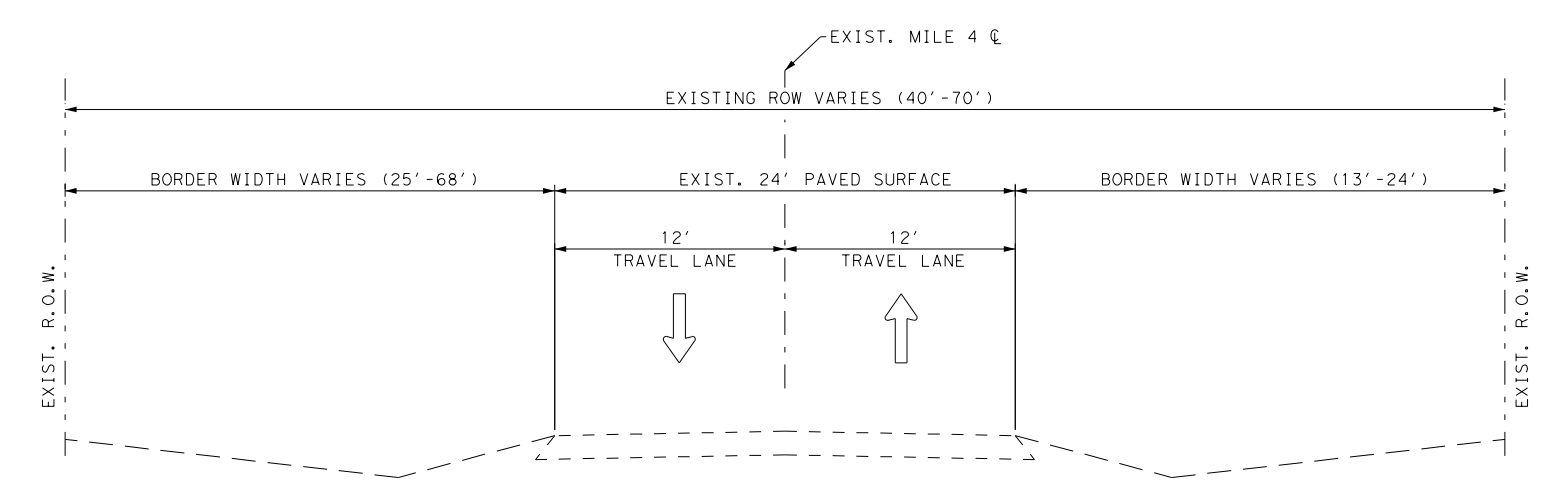 EXIST. MILE 4 ℄
EXISTING ROW VARIES (40'-70')
BORDER WIDTH VARIES (25'-68')
EXIST. 24' PAVED SURFACE
BORDER WIDTH VARIES (13'-24')
12'
TRAVEL LANE
12'
TRAVEL LANE
EXIST. R.O.W.
EXIST. R.O.W.